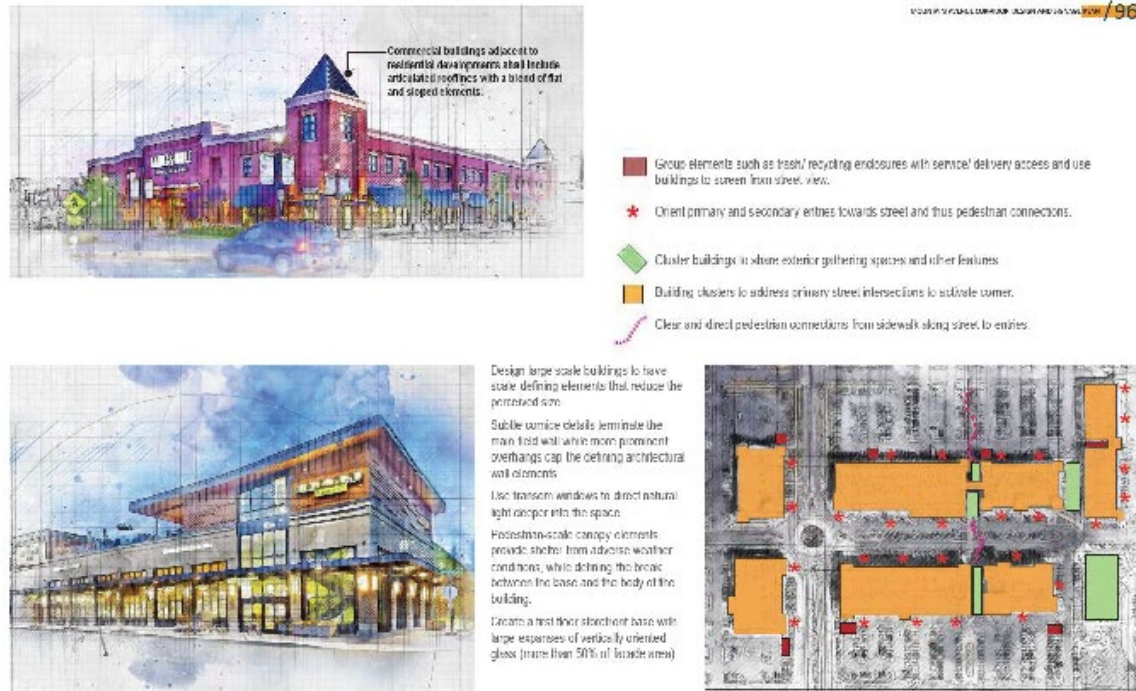 MOUNTAIN AVENUE CORRIDOR DESIGN AND SIGNAGE PLAN /96
Commercial buildings adjacent to
residential developments shall include
articulated rooflines with a blend of flat
and sloped elements.
Group elements such as trash/ recycling enclosures with service/ delivery access and use
buildings to screen from street view.
Orient primary and secondary entries towards street and thus pedestrian connections.
Cluster buildings to share exterior gathering spaces and other features
Building clusters to address primary street intersections to activate corner.
Clear and direct pedestrian connections from sidewalk along street to entries.
Design large scale buildings to have
scale defining elements that reduce the
perceived size
Subtle cornice details terminate the
main field wall while more prominent
overhangs cap the defining architectural
wall elements
Use transom windows to direct natural
light deeper into the space
Pedestrian-scale canopy elements
provide shelter from adverse weather
conditions, while defining the break
between the base and the body of the
building.
Create a first floor storefront base with
large expanses of vertically oriented
glass (more than 50% of facade area)